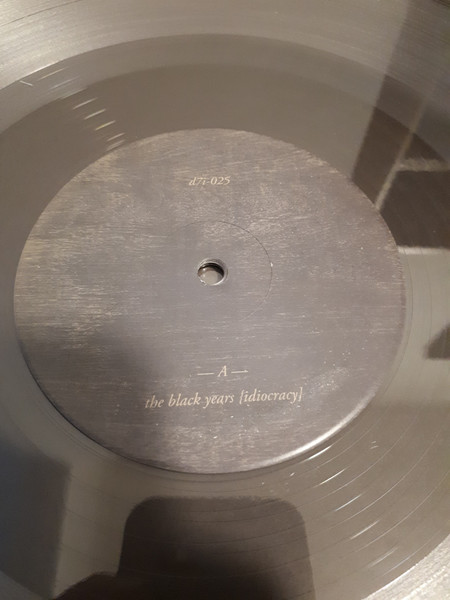 d7i-025
— A —
the black years [idiocracy]